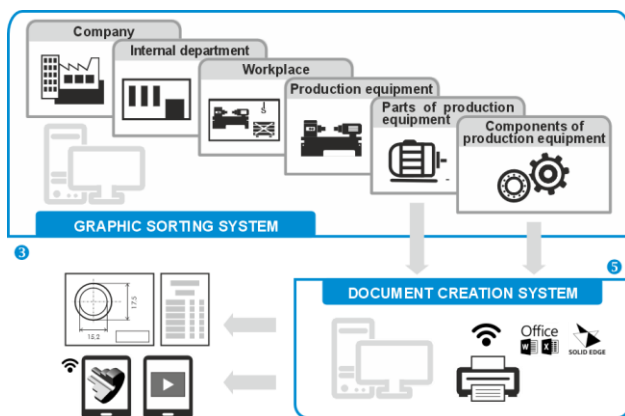 Company
Internal department
Workplace
Production equipment
Parts of production
equipment
Components of
production equipment
GRAPHIC SORTING SYSTEM
3
5
DOCUMENT CREATION SYSTEM
17,5
15,2
Office
W X
SOLID EDGE